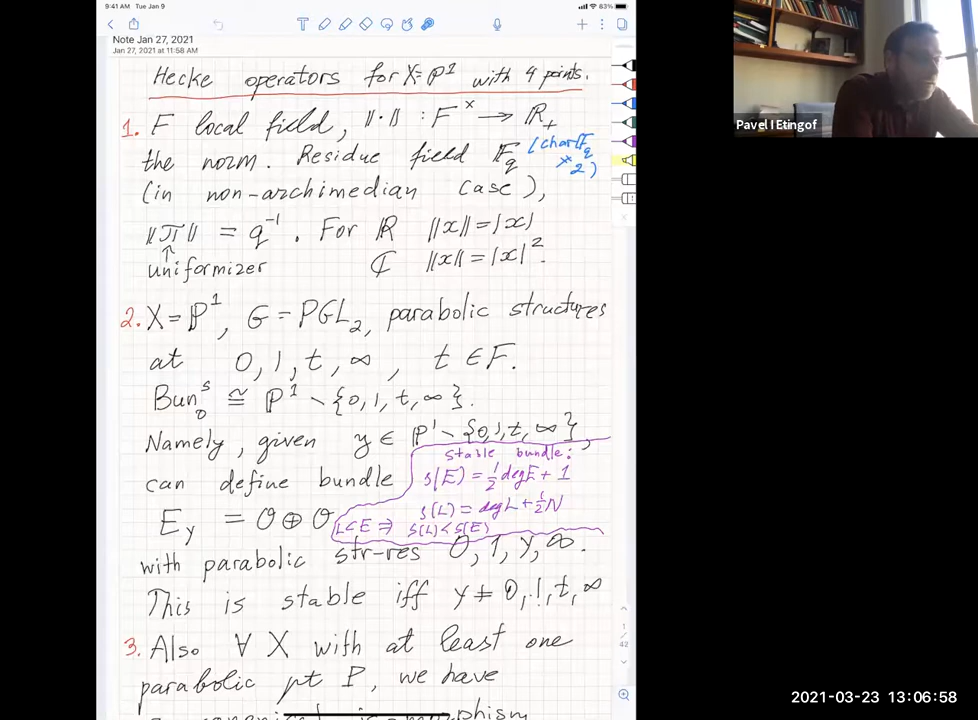 9:41 AM Tue Jan 9
83%
Note Jan 27, 2021
Jan 27, 2021 at 11:58 AM
Hecke operators for X=P¹ with 4 points.
1. F local field, ||·|| : F^× → R₊
the norm. Residue field F_q (char F_q ≠ 2)
(in non-archimedian case),
||π|| = q⁻¹. For R ||x|| = |x|
uniformizer C ||x|| = |x|².
2. X = P¹, G = PGL₂, parabolic structures
at 0, 1, t, ∞, t ∈ F.
Bun₀ˢ ≅ P¹ \ {0, 1, t, ∞}.
Namely, given y ∈ P¹ \ {0, 1, t, ∞},
stable bundle:
can define bundle s(E) = ½ deg E + 1
s(L) = deg L + ½ N
E_y = O ⊕ O L⊂E ⇒ s(L) < s(E)
with parabolic str-res 0, 1, y, ∞.
This is stable iff y ≠ 0, 1, t, ∞
3. Also ∀ X with at least one
parabolic pt P, we have
1
42
Pavel I Etingof
2021-03-23 13:06:58